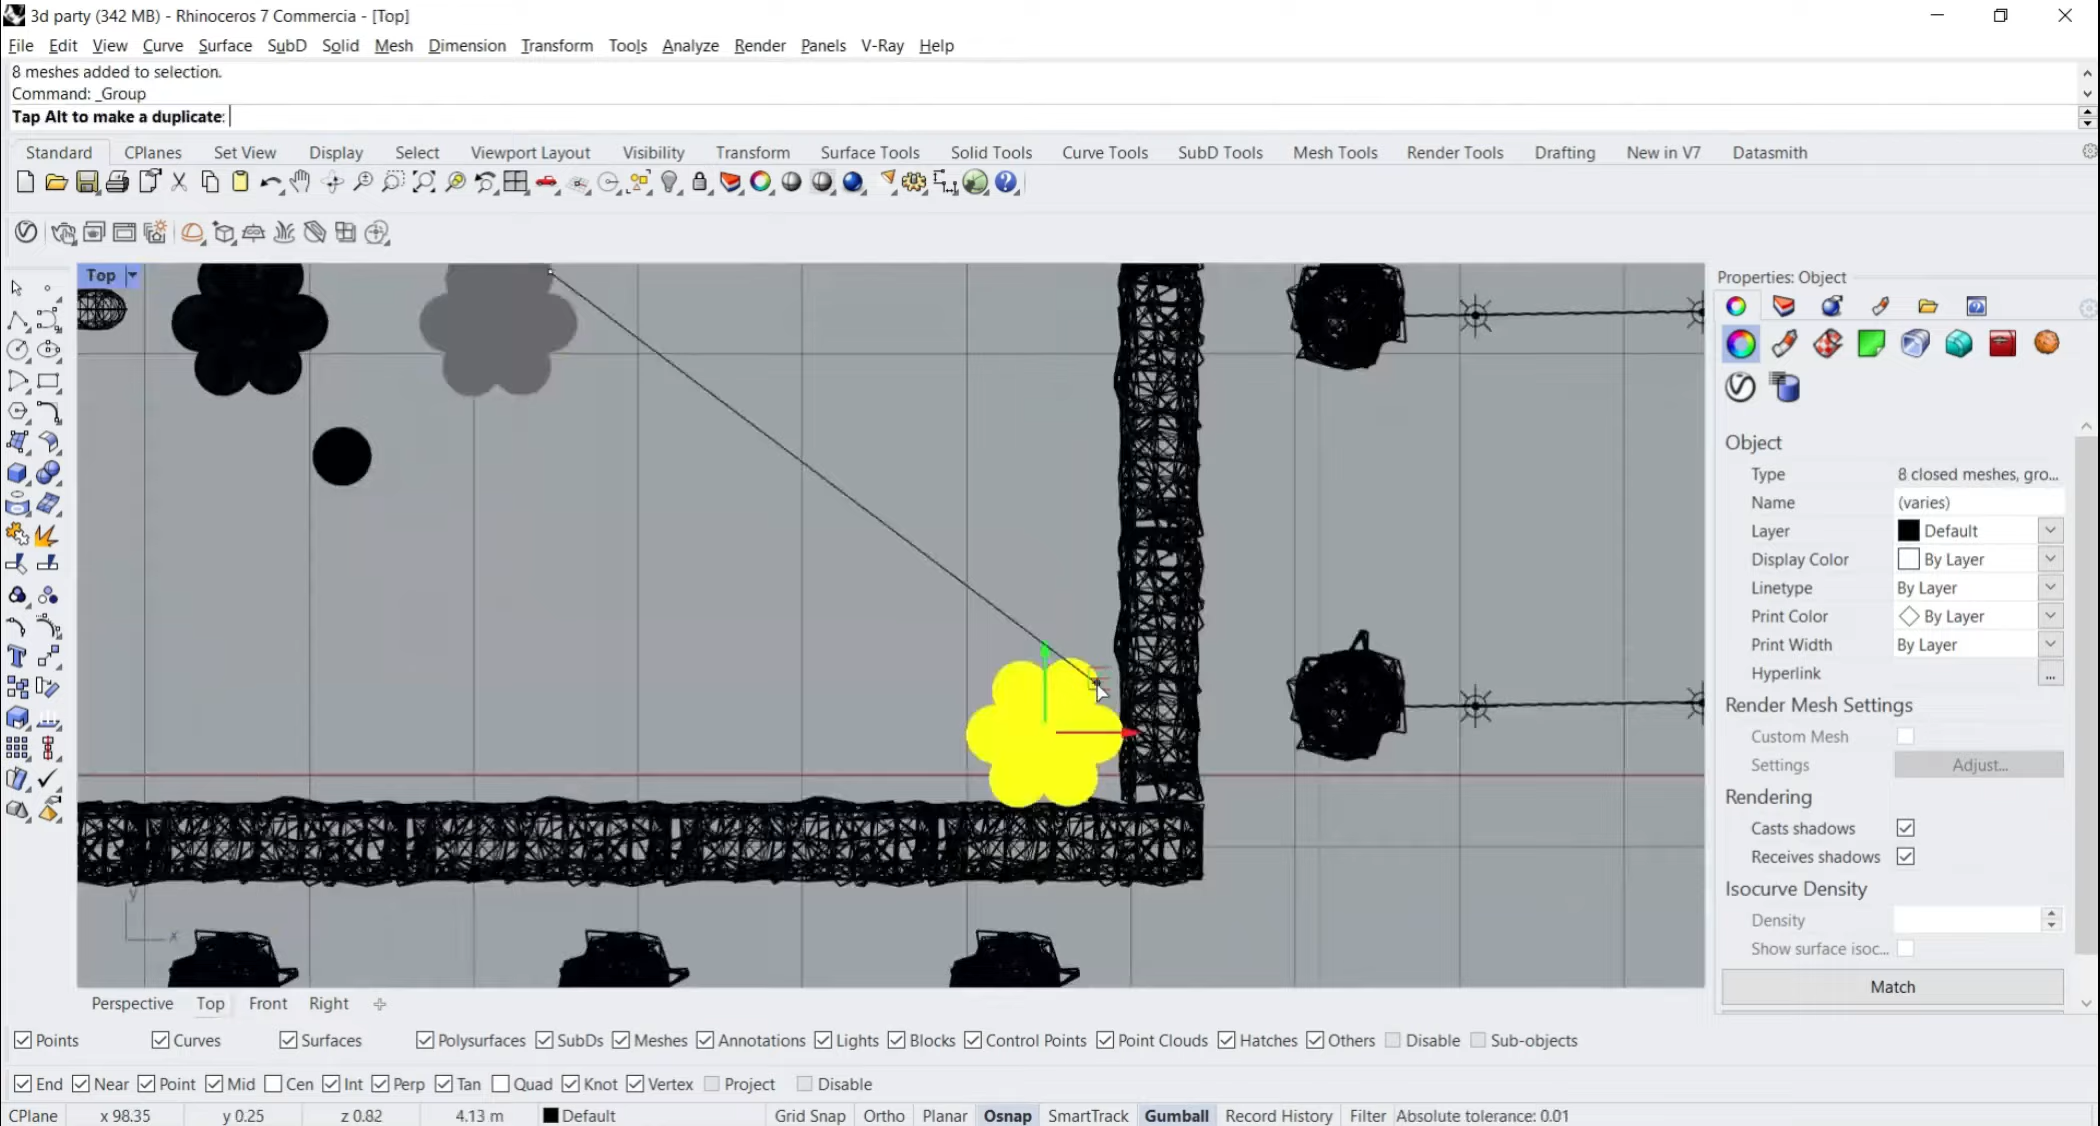 3d party (342 MB) - Rhinoceros 7 Commercia - [Top]
File Edit View Curve Surface SubD Solid Mesh Dimension Transform Tools Analyze Render Panels V-Ray Help
8 meshes added to selection.
Command: _Group
Tap Alt to make a duplicate:
Standard CPlanes Set View Display Select Viewport Layout Visibility Transform Surface Tools Solid Tools Curve Tools SubD Tools Mesh Tools Render Tools Drafting New in V7 Datasmith
Top
Properties: Object
Object
Type 8 closed meshes, gro...
Name (varies)
Layer Default
Display Color By Layer
Linetype By Layer
Print Color By Layer
Print Width By Layer
Hyperlink ...
Render Mesh Settings
Custom Mesh
Settings Adjust...
Rendering
Casts shadows
Receives shadows
Isocurve Density
Density
Show surface isoc...
Match
y
x
Perspective Top Front Right
Points Curves Surfaces Polysurfaces SubDs Meshes Annotations Lights Blocks Control Points Point Clouds Hatches Others Disable Sub-objects
End Near Point Mid Cen Int Perp Tan Quad Knot Vertex Project Disable
CPlane x 98.35 y 0.25 z 0.82 4.13 m Default Grid Snap Ortho Planar Osnap SmartTrack Gumball Record History Filter Absolute tolerance: 0.01